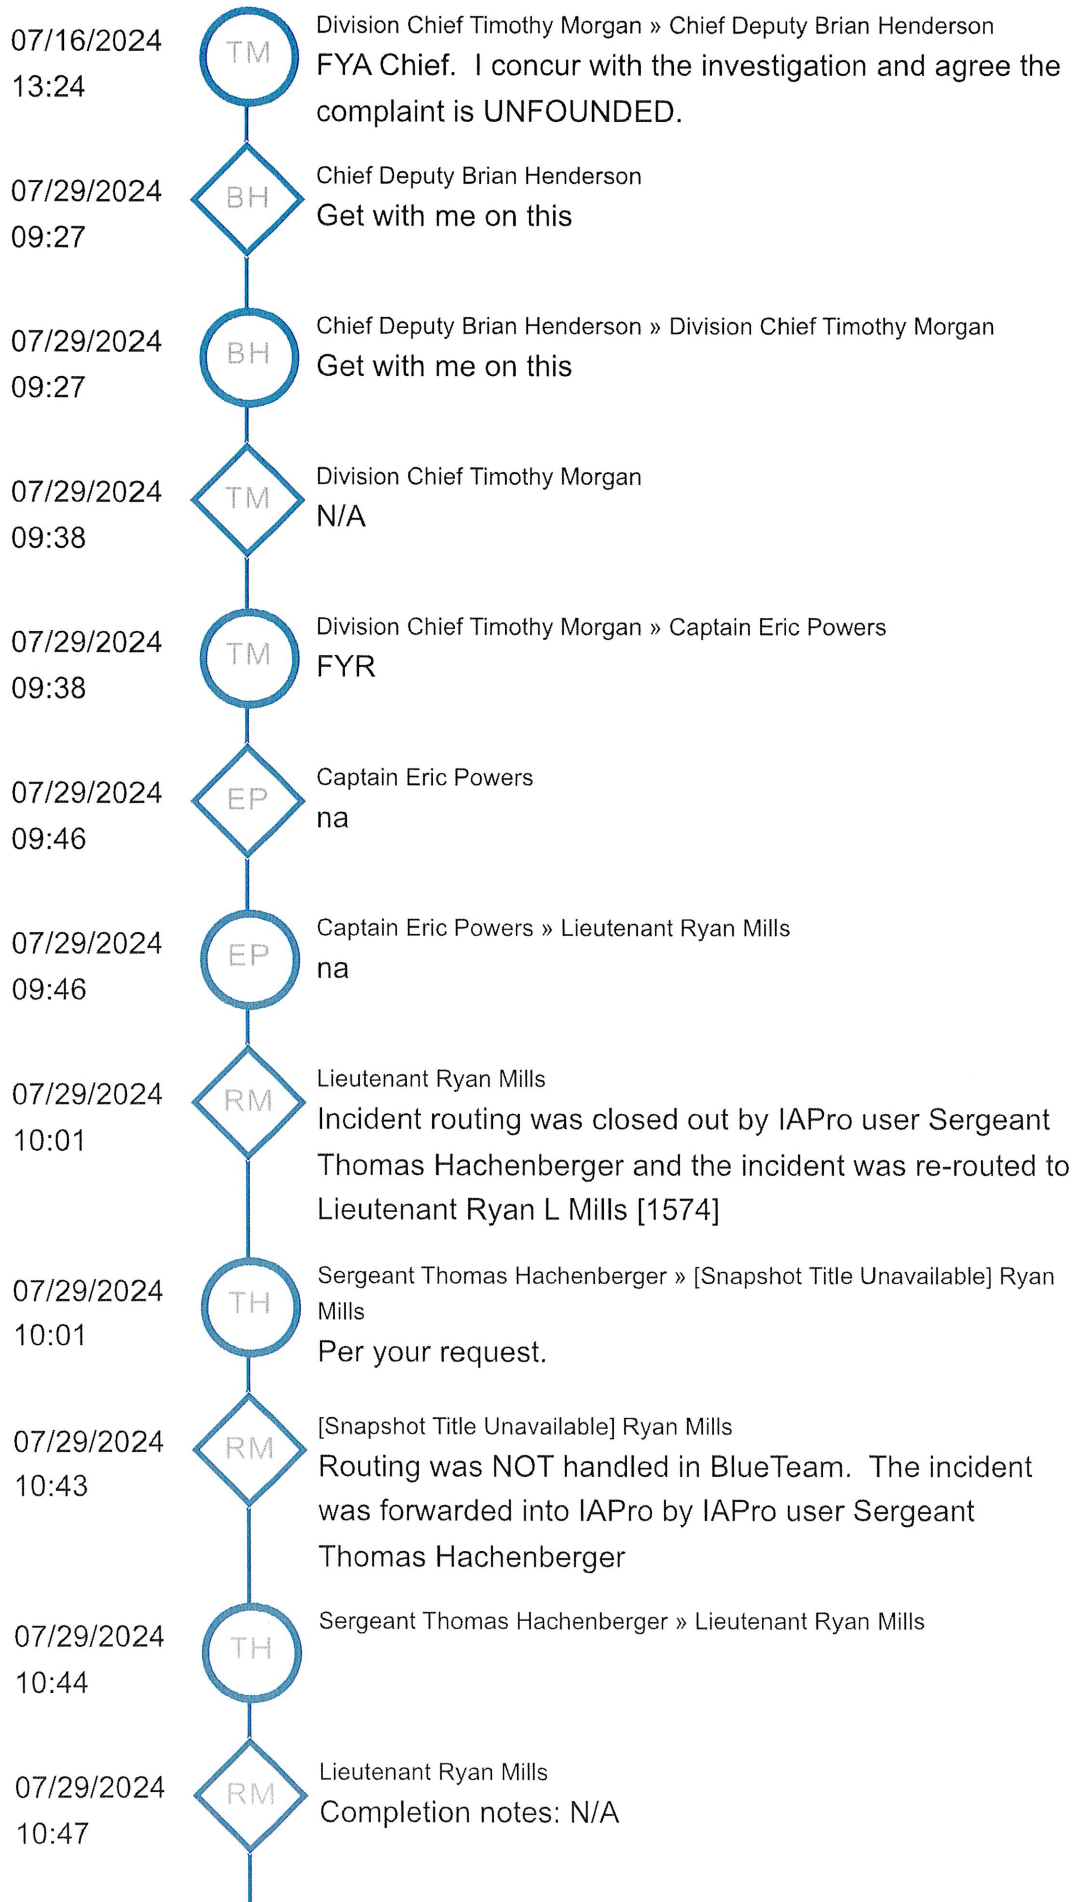 07/16/2024
13:24
TM
Division Chief Timothy Morgan » Chief Deputy Brian Henderson
FYA Chief.  I concur with the investigation and agree the
complaint is UNFOUNDED.
07/29/2024
09:27
BH
Chief Deputy Brian Henderson
Get with me on this
07/29/2024
09:27
BH
Chief Deputy Brian Henderson » Division Chief Timothy Morgan
Get with me on this
07/29/2024
09:38
TM
Division Chief Timothy Morgan
N/A
07/29/2024
09:38
TM
Division Chief Timothy Morgan » Captain Eric Powers
FYR
07/29/2024
09:46
EP
Captain Eric Powers
na
07/29/2024
09:46
EP
Captain Eric Powers » Lieutenant Ryan Mills
na
07/29/2024
10:01
RM
Lieutenant Ryan Mills
Incident routing was closed out by IAPro user Sergeant
Thomas Hachenberger and the incident was re-routed to
Lieutenant Ryan L Mills [1574]
07/29/2024
10:01
TH
Sergeant Thomas Hachenberger » [Snapshot Title Unavailable] Ryan
Mills
Per your request.
07/29/2024
10:43
RM
[Snapshot Title Unavailable] Ryan Mills
Routing was NOT handled in BlueTeam.  The incident
was forwarded into IAPro by IAPro user Sergeant
Thomas Hachenberger
07/29/2024
10:44
TH
Sergeant Thomas Hachenberger » Lieutenant Ryan Mills
07/29/2024
10:47
RM
Lieutenant Ryan Mills
Completion notes: N/A